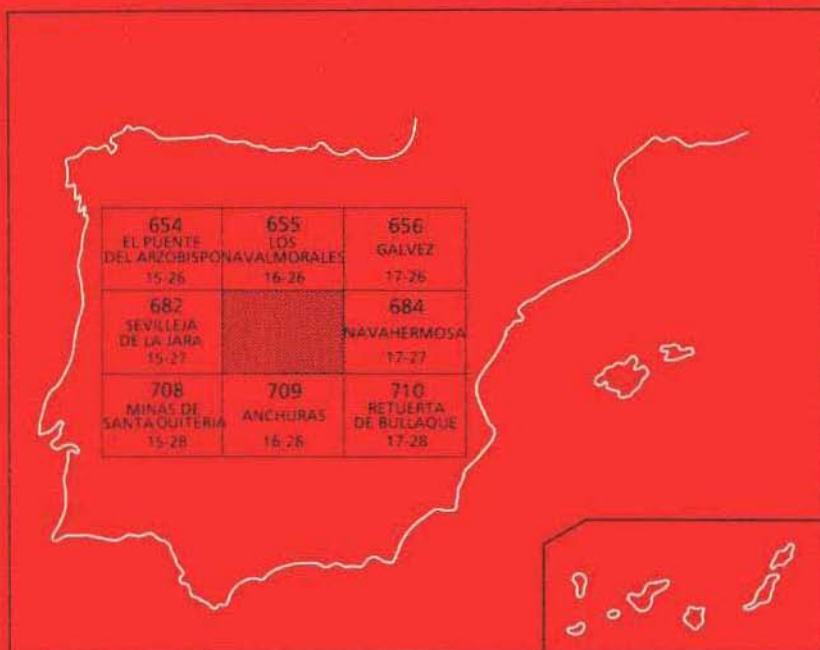 654
EL PUENTE
DEL ARZOBISPO
15-26
655
LOS
NAVALMORALES
16-26
656
GALVEZ
17-26
682
SEVILLEJA
DE LA JARA
15-27
684
NAVAHERMOSA
17-27
708
MINAS DE
SANTA QUITERIA
15-28
709
ANCHURAS
16-28
710
RETUERTA
DE BULLAQUE
17-28